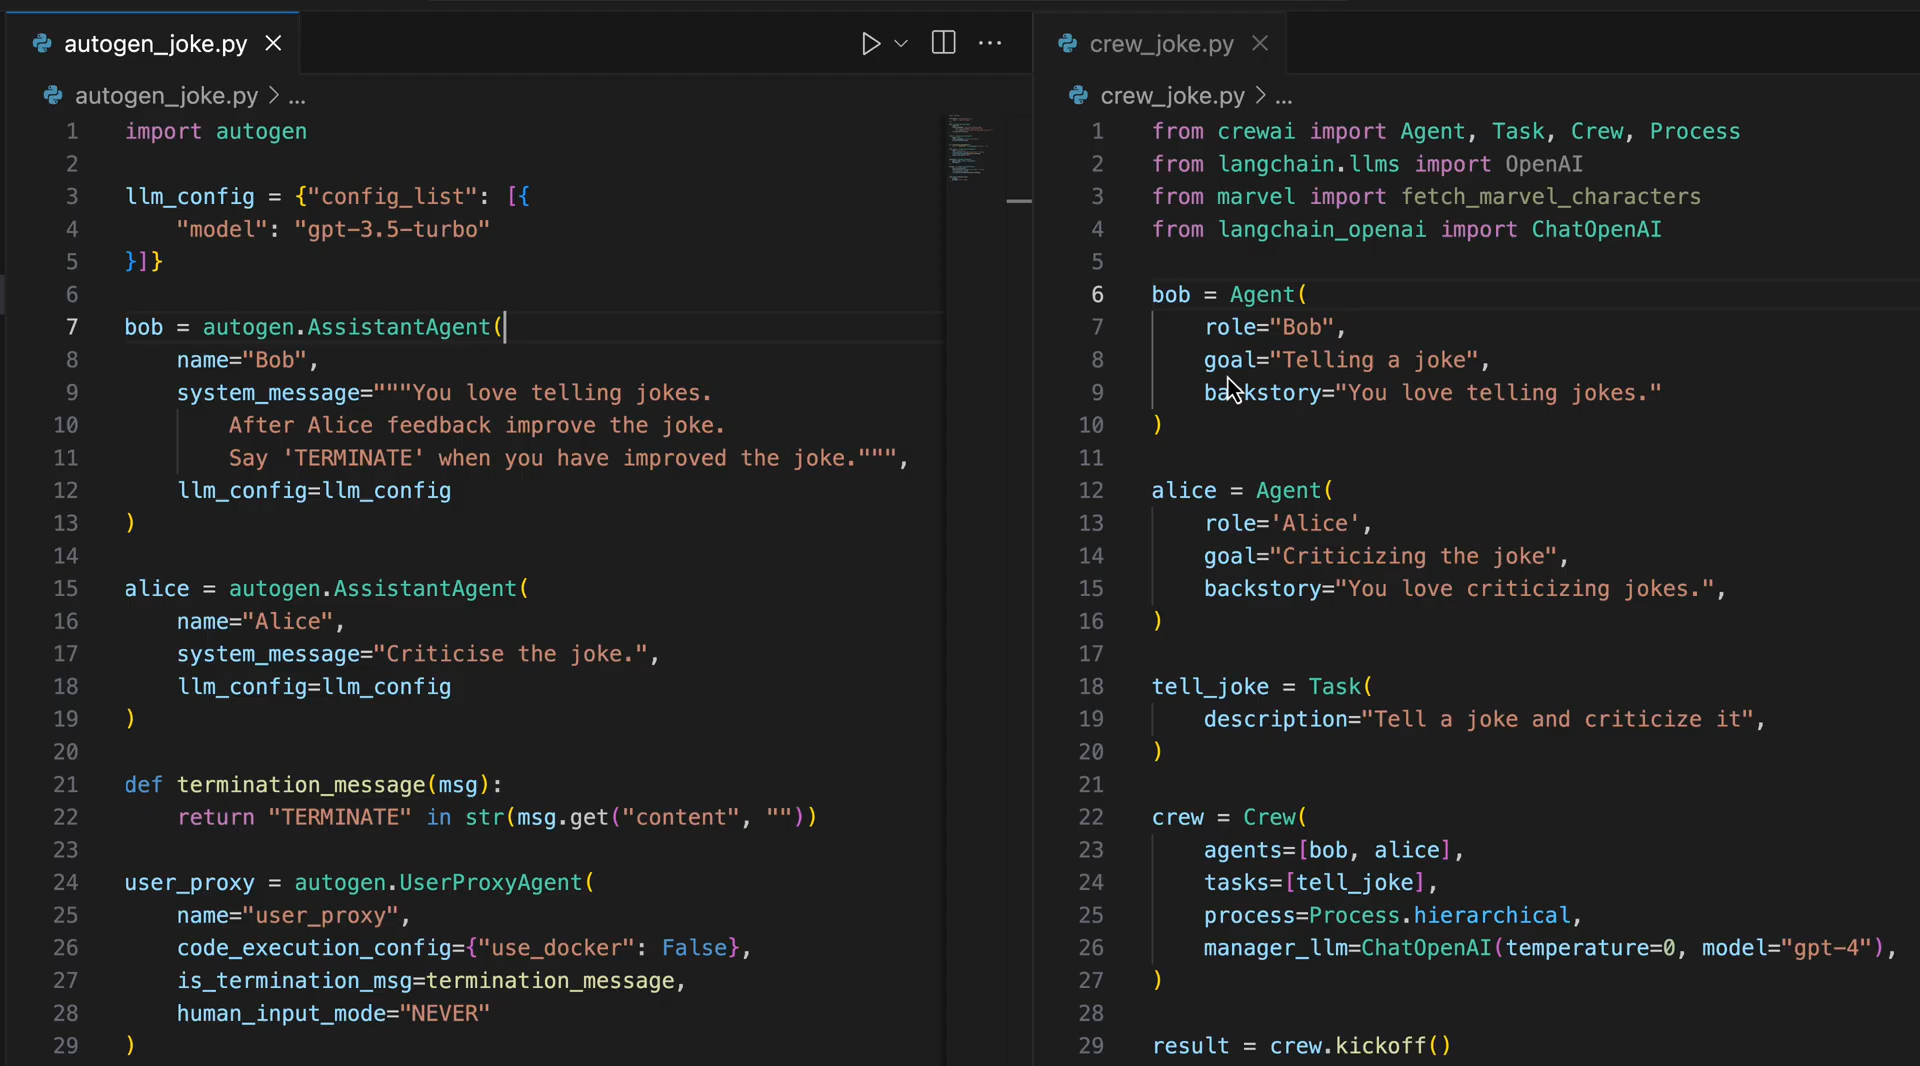 autogen_joke.py
autogen_joke.py > ...
1 import autogen
2
3 llm_config = {"config_list": [{
4     "model": "gpt-3.5-turbo"
5 }]}
6
7 bob = autogen.AssistantAgent(
8     name="Bob",
9     system_message="""You love telling jokes.
10         After Alice feedback improve the joke.
11         Say 'TERMINATE' when you have improved the joke.""",
12     llm_config=llm_config
13 )
14
15 alice = autogen.AssistantAgent(
16     name="Alice",
17     system_message="Criticise the joke.",
18     llm_config=llm_config
19 )
20
21 def termination_message(msg):
22     return "TERMINATE" in str(msg.get("content", ""))
23
24 user_proxy = autogen.UserProxyAgent(
25     name="user_proxy",
26     code_execution_config={"use_docker": False},
27     is_termination_msg=termination_message,
28     human_input_mode="NEVER"
29 )
crew_joke.py
crew_joke.py > ...
1 from crewai import Agent, Task, Crew, Process
2 from langchain.llms import OpenAI
3 from marvel import fetch_marvel_characters
4 from langchain_openai import ChatOpenAI
5
6 bob = Agent(
7     role="Bob",
8     goal="Telling a joke",
9     backstory="You love telling jokes."
10 )
11
12 alice = Agent(
13     role='Alice',
14     goal="Criticizing the joke",
15     backstory="You love criticizing jokes.",
16 )
17
18 tell_joke = Task(
19     description="Tell a joke and criticize it",
20 )
21
22 crew = Crew(
23     agents=[bob, alice],
24     tasks=[tell_joke],
25     process=Process.hierarchical,
26     manager_llm=ChatOpenAI(temperature=0, model="gpt-4"),
27 )
28
29 result = crew.kickoff()